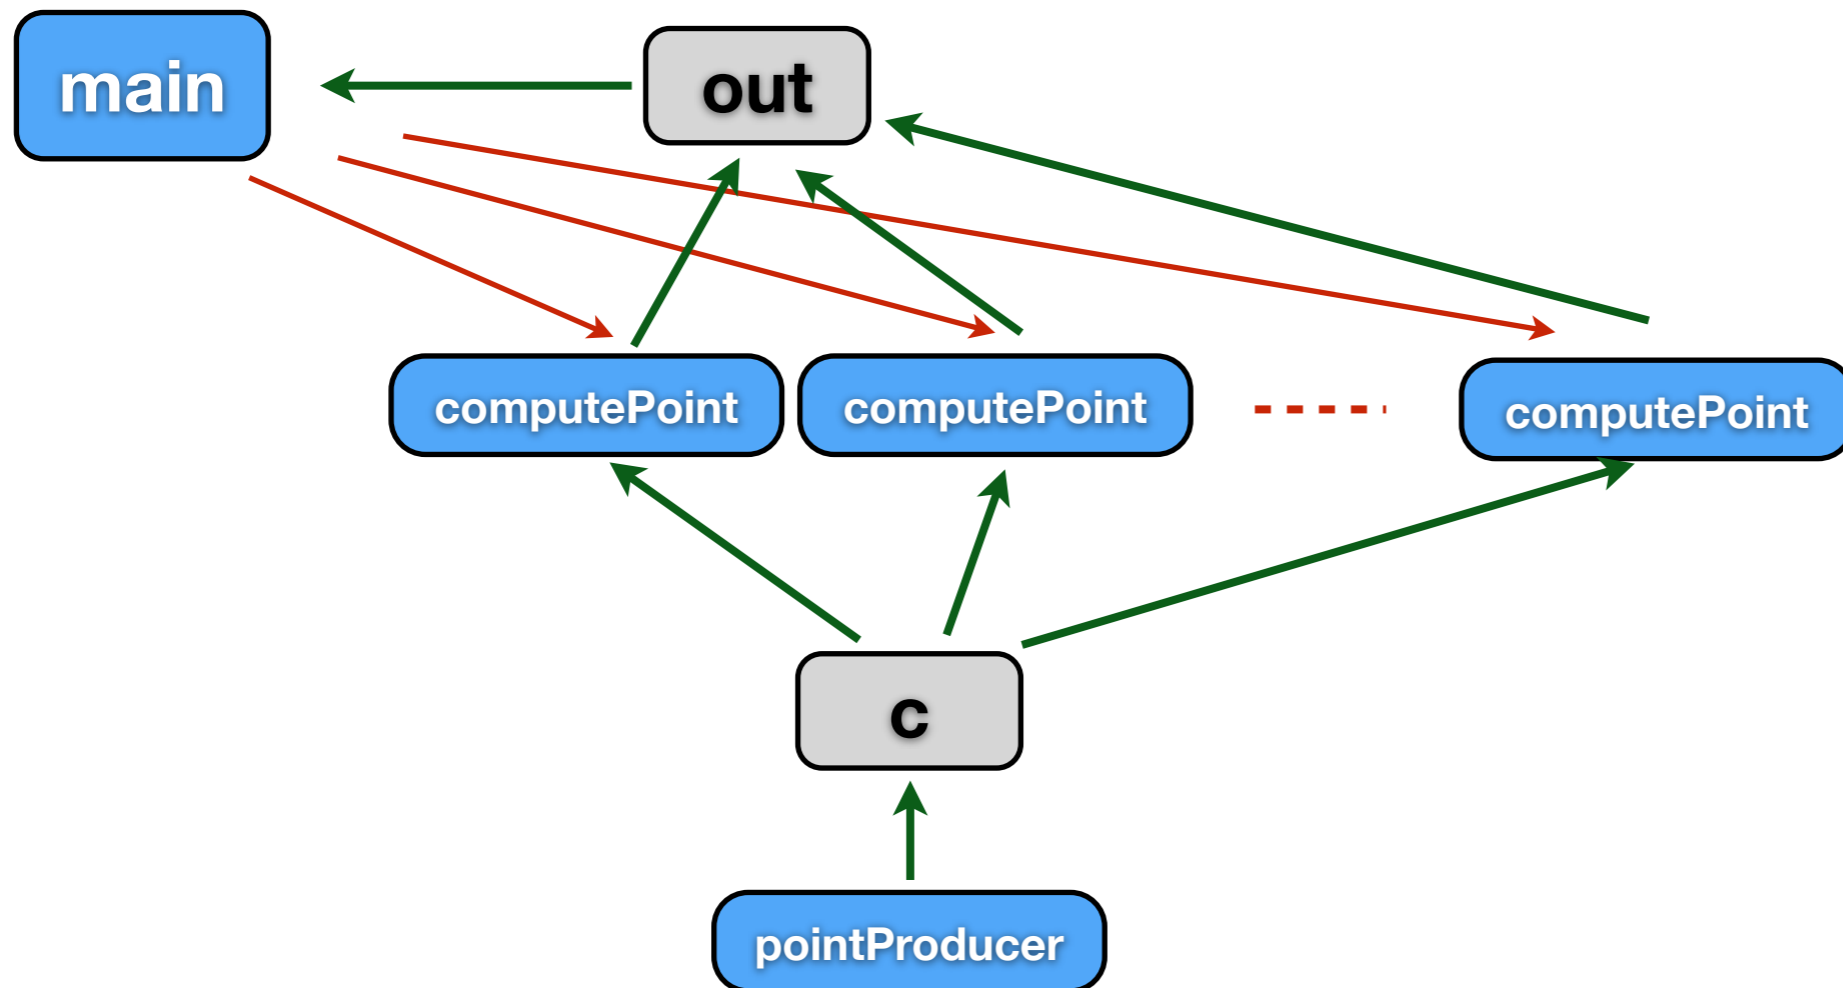 main
out
computePoint
computePoint
computePoint
c
pointProducer